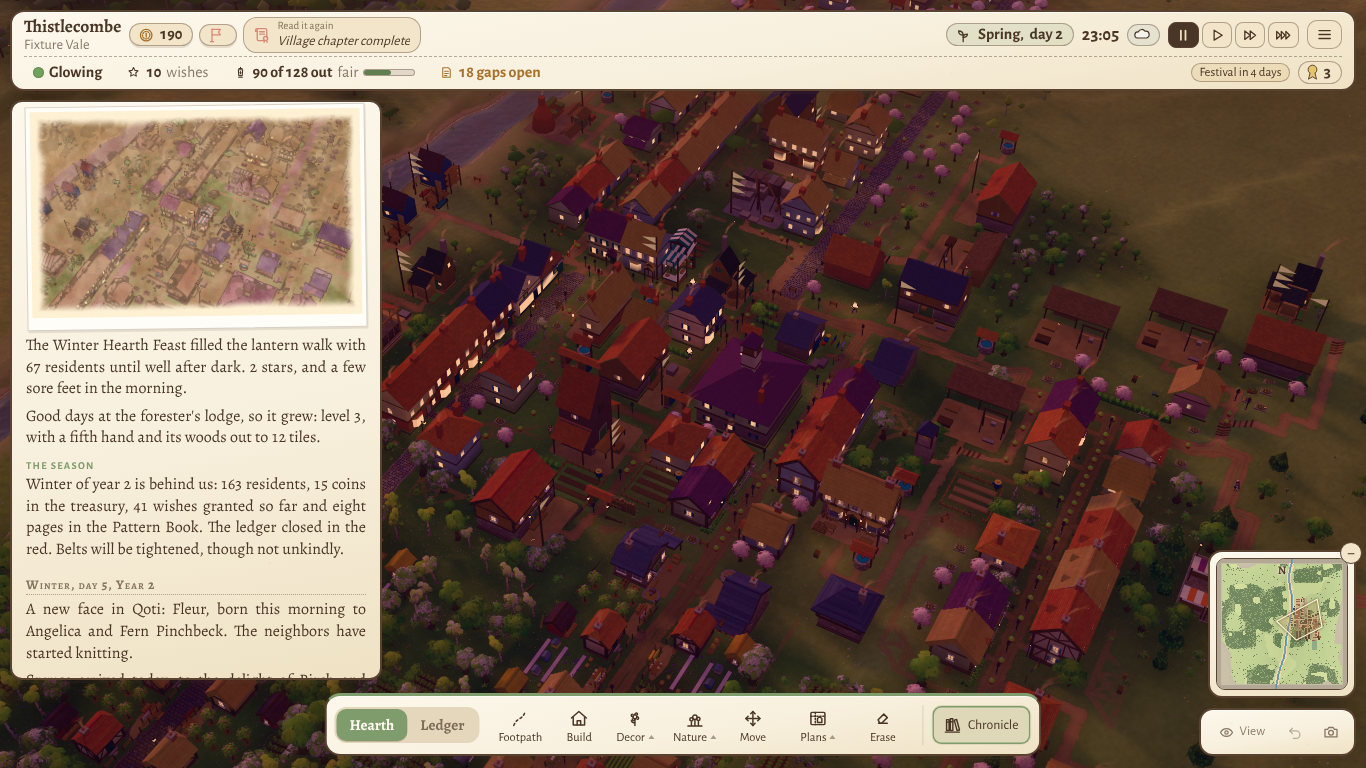 Thistlecombe
Fixture Vale
190
Read it again
Village chapter complete
Spring, day 2
23:05
Glowing
10 wishes
90 of 128 out fair
18 gaps open
Festival in 4 days
3
The Winter Hearth Feast filled the lantern walk with
67 residents until well after dark. 2 stars, and a few
sore feet in the morning.
Good days at the forester's lodge, so it grew: level 3,
with a fifth hand and its woods out to 12 tiles.
THE SEASON
Winter of year 2 is behind us: 163 residents, 15 coins
in the treasury, 41 wishes granted so far and eight
pages in the Pattern Book. The ledger closed in the
red. Belts will be tightened, though not unkindly.
Winter, day 5, Year 2
A new face in Qoti: Fleur, born this morning to
Angelica and Fern Pinchbeck. The neighbors have
started knitting.
N
Hearth
Ledger
Footpath
Build
Decor
Nature
Move
Plans
Erase
Chronicle
View